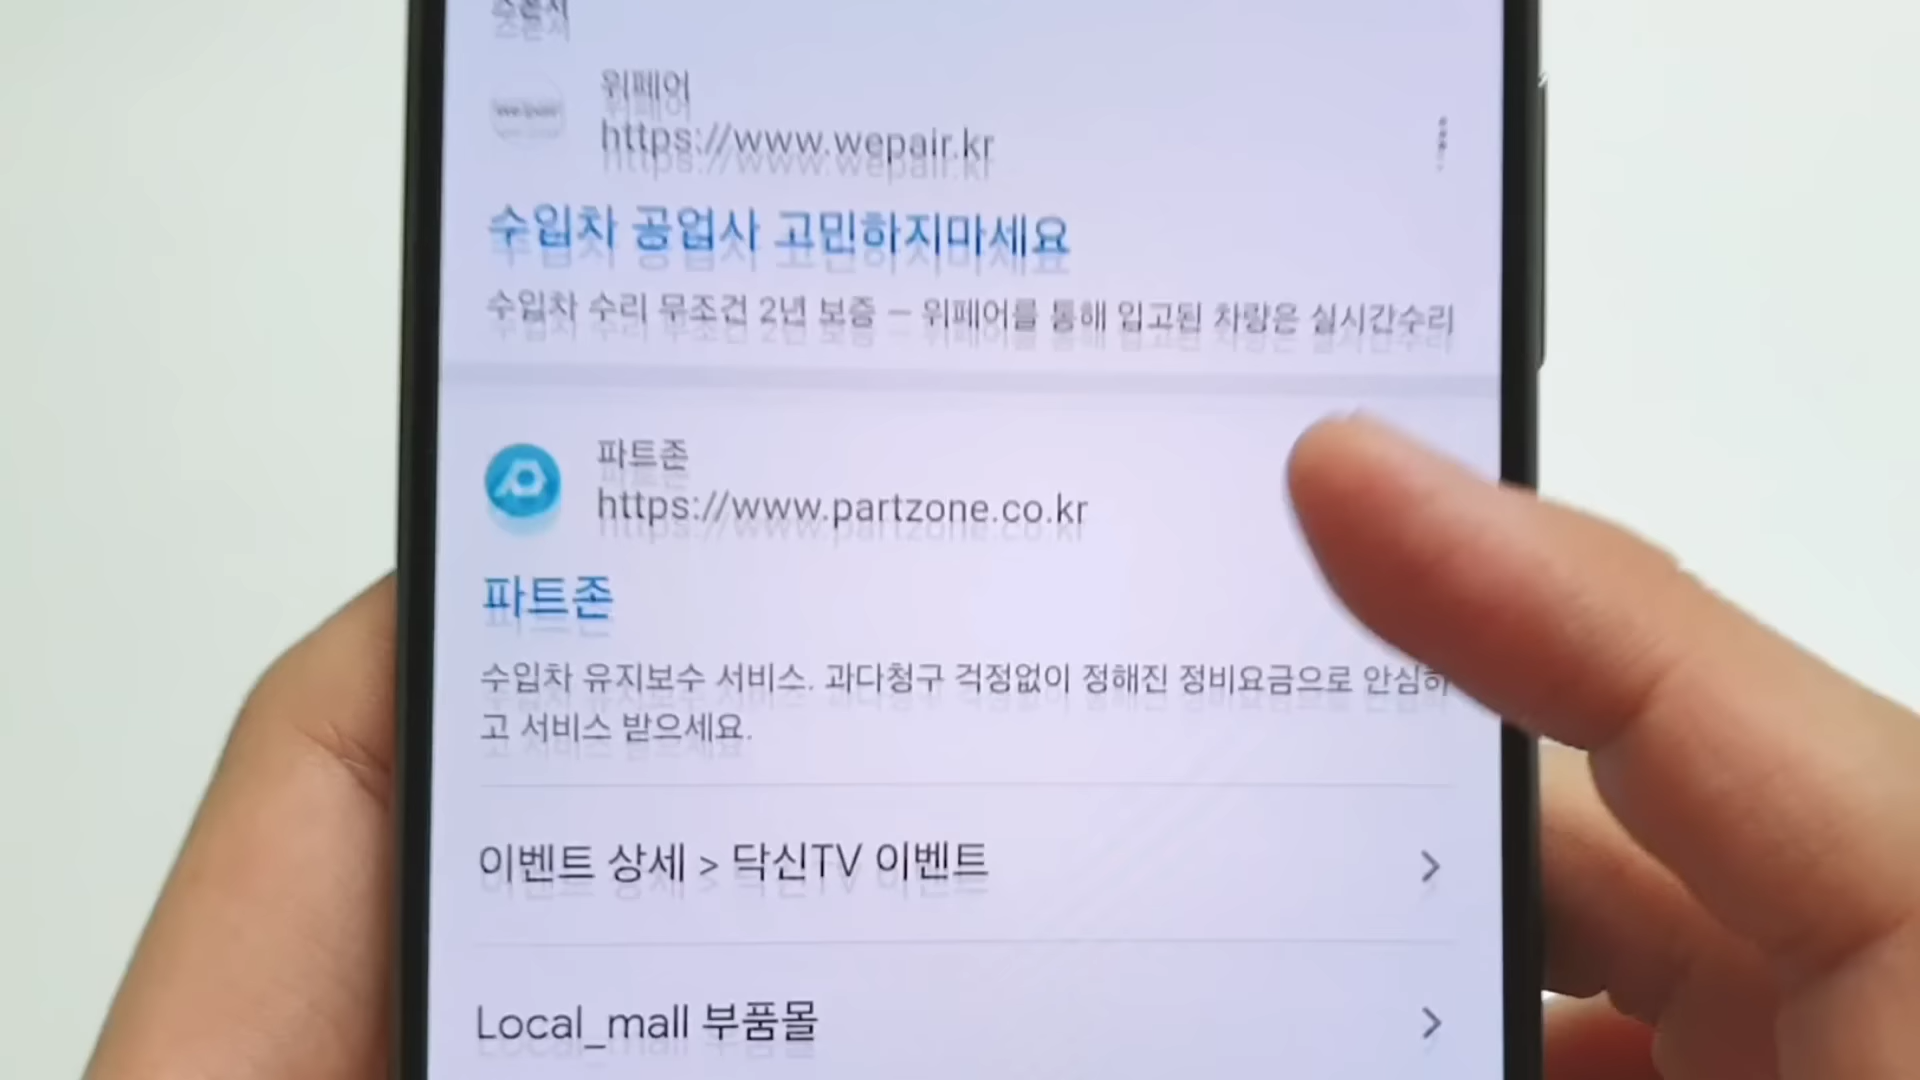 위페어
https://www.wepair.kr
수입차 공업사 고민하지마세요
수입차 수리 무조건 2년 보증 – 위페어를 통해 입고된 차량은 실시간수리
파트존
https://www.partzone.co.kr
파트존
수입차 유지보수 서비스. 과다청구 걱정없이 정해진 정비요금으로 안심하
고 서비스 받으세요.
이벤트 상세 > 닥신TV 이벤트
Local_mall 부품몰